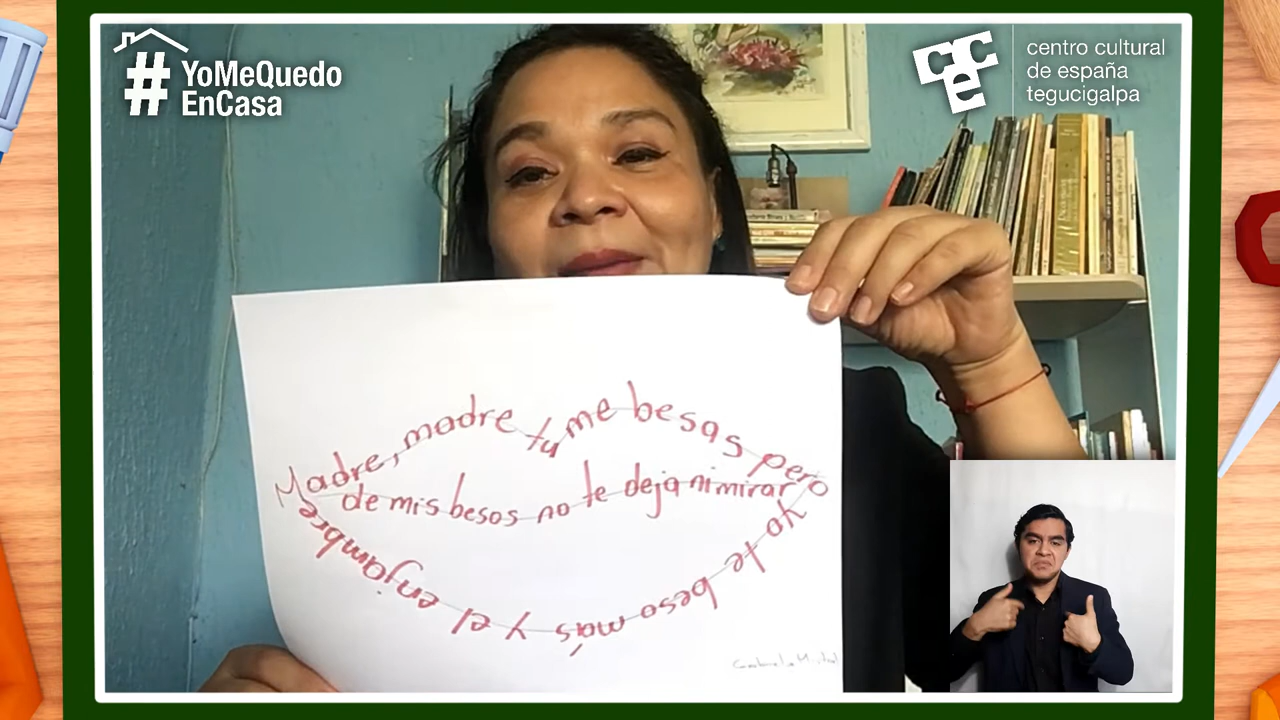 #YoMeQuedo
EnCasa
centro cultural
de españa
tegucigalpa
Madre, madre tu me besas pero
yo te beso más y el enjambre
de mis besos no te deja ni mirar